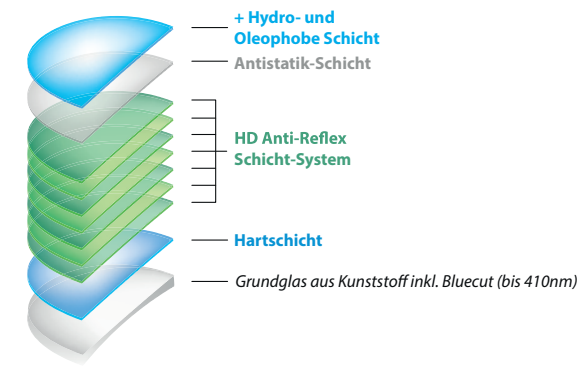 + Hydro- und
Oleophobe Schicht
Antistatik-Schicht
HD Anti-Reflex
Schicht-System
Hartschicht
Grundglas aus Kunststoff inkl. Bluecut (bis 410nm)